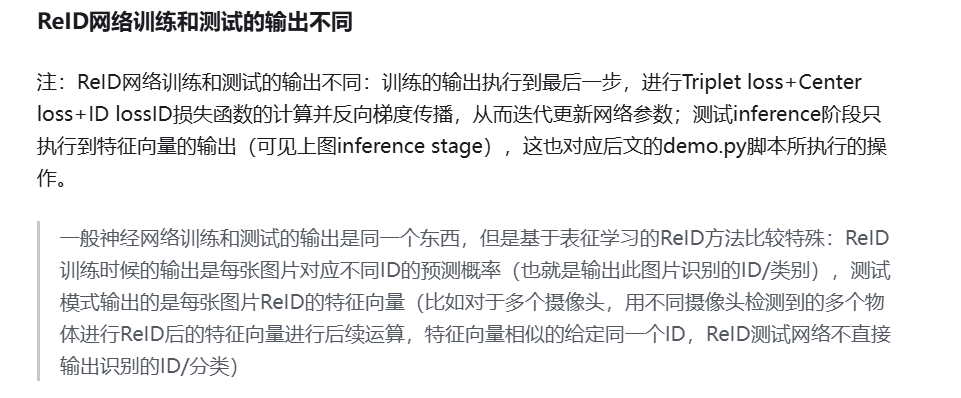 ReID网络训练和测试的输出不同
注：ReID网络训练和测试的输出不同：训练的输出执行到最后一步，进行Triplet loss+Center
loss+ID lossID损失函数的计算并反向梯度传播，从而迭代更新网络参数；测试inference阶段只
执行到特征向量的输出（可见上图inference stage），这也对应后文的demo.py脚本所执行的操
作。
一般神经网络训练和测试的输出是同一个东西，但是基于表征学习的ReID方法比较特殊：ReID
训练时候的输出是每张图片对应不同ID的预测概率（也就是输出此图片识别的ID/类别），测试
模式输出的是每张图片ReID的特征向量（比如对于多个摄像头，用不同摄像头检测到的多个物
体进行ReID后的特征向量进行后续运算，特征向量相似的给定同一个ID，ReID测试网络不直接
输出识别的ID/分类）